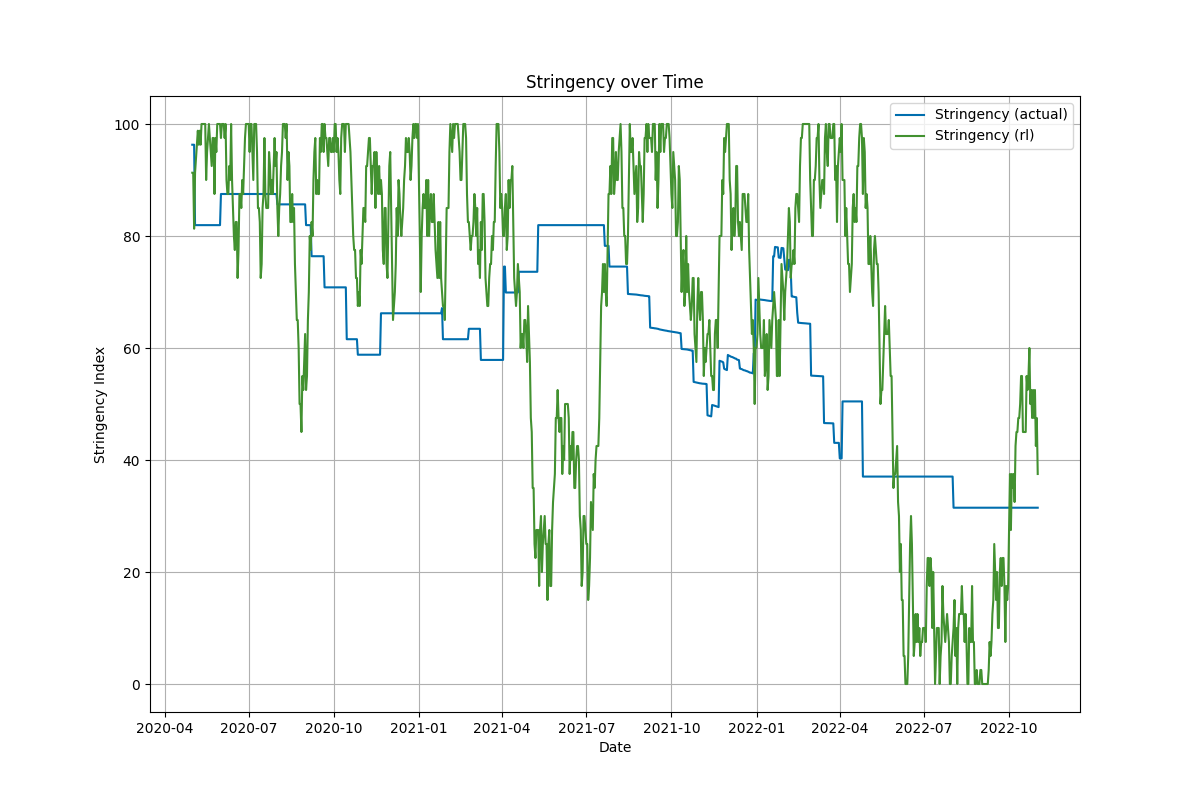 Stringency over Time
Stringency (actual)
Stringency (rl)
Stringency Index
100
80
60
40
20
0
2020-04 2020-07 2020-10 2021-01 2021-04 2021-07 2021-10 2022-01 2022-04 2022-07 2022-10
Date